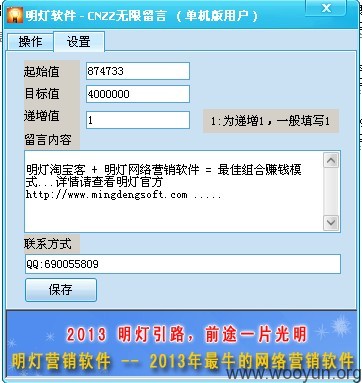 明灯软件 - CNZZ无限留言 （单机版用户）
操作 设置
起始值 874733
目标值 4000000
递增值 1 1:为递增1，一般填写1
留言内容
明灯淘宝客 + 明灯网络营销软件 = 最佳组合赚钱模
式...详情请查看明灯官方
http://www.mingdengsoft.com .....
联系方式
QQ:690055809
保存
2013 明灯引路，前途一片光明
明灯营销软件 -- 2013年最牛的网络营销软件
www.wooyun.org